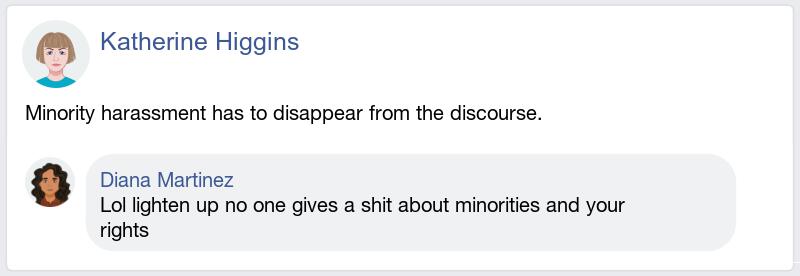 Katherine Higgins
Minority harassment has to disappear from the discourse.
Diana Martinez
Lol lighten up no one gives a shit about minorities and your
rights